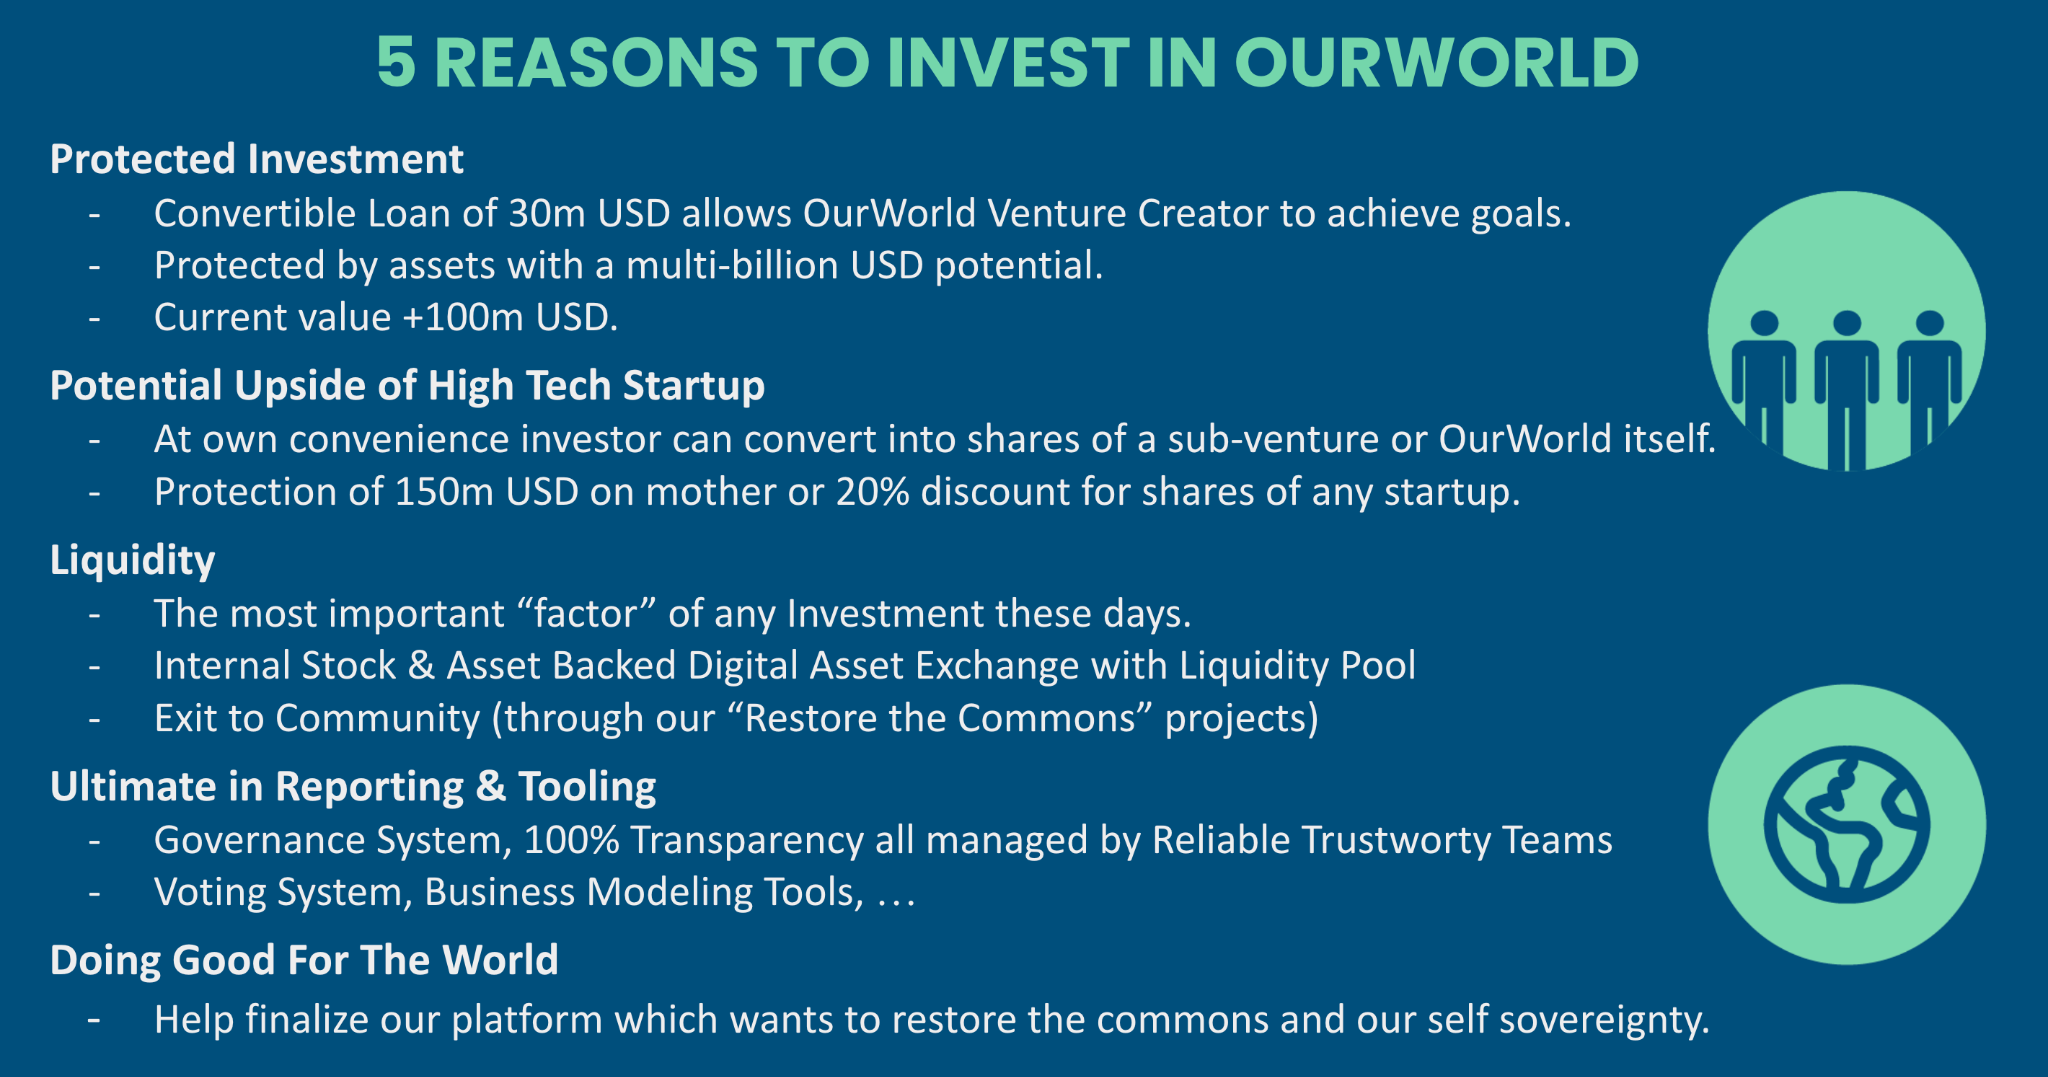 5 REASONS TO INVEST IN OURWORLD
Protected Investment
- Convertible Loan of 30m USD allows OurWorld Venture Creator to achieve goals.
- Protected by assets with a multi-billion USD potential.
- Current value +100m USD.
Potential Upside of High Tech Startup
- At own convenience investor can convert into shares of a sub-venture or OurWorld itself.
- Protection of 150m USD on mother or 20% discount for shares of any startup.
Liquidity
- The most important “factor” of any Investment these days.
- Internal Stock & Asset Backed Digital Asset Exchange with Liquidity Pool
- Exit to Community (through our “Restore the Commons” projects)
Ultimate in Reporting & Tooling
- Governance System, 100% Transparency all managed by Reliable Trustworty Teams
- Voting System, Business Modeling Tools, …
Doing Good For The World
- Help finalize our platform which wants to restore the commons and our self sovereignty.